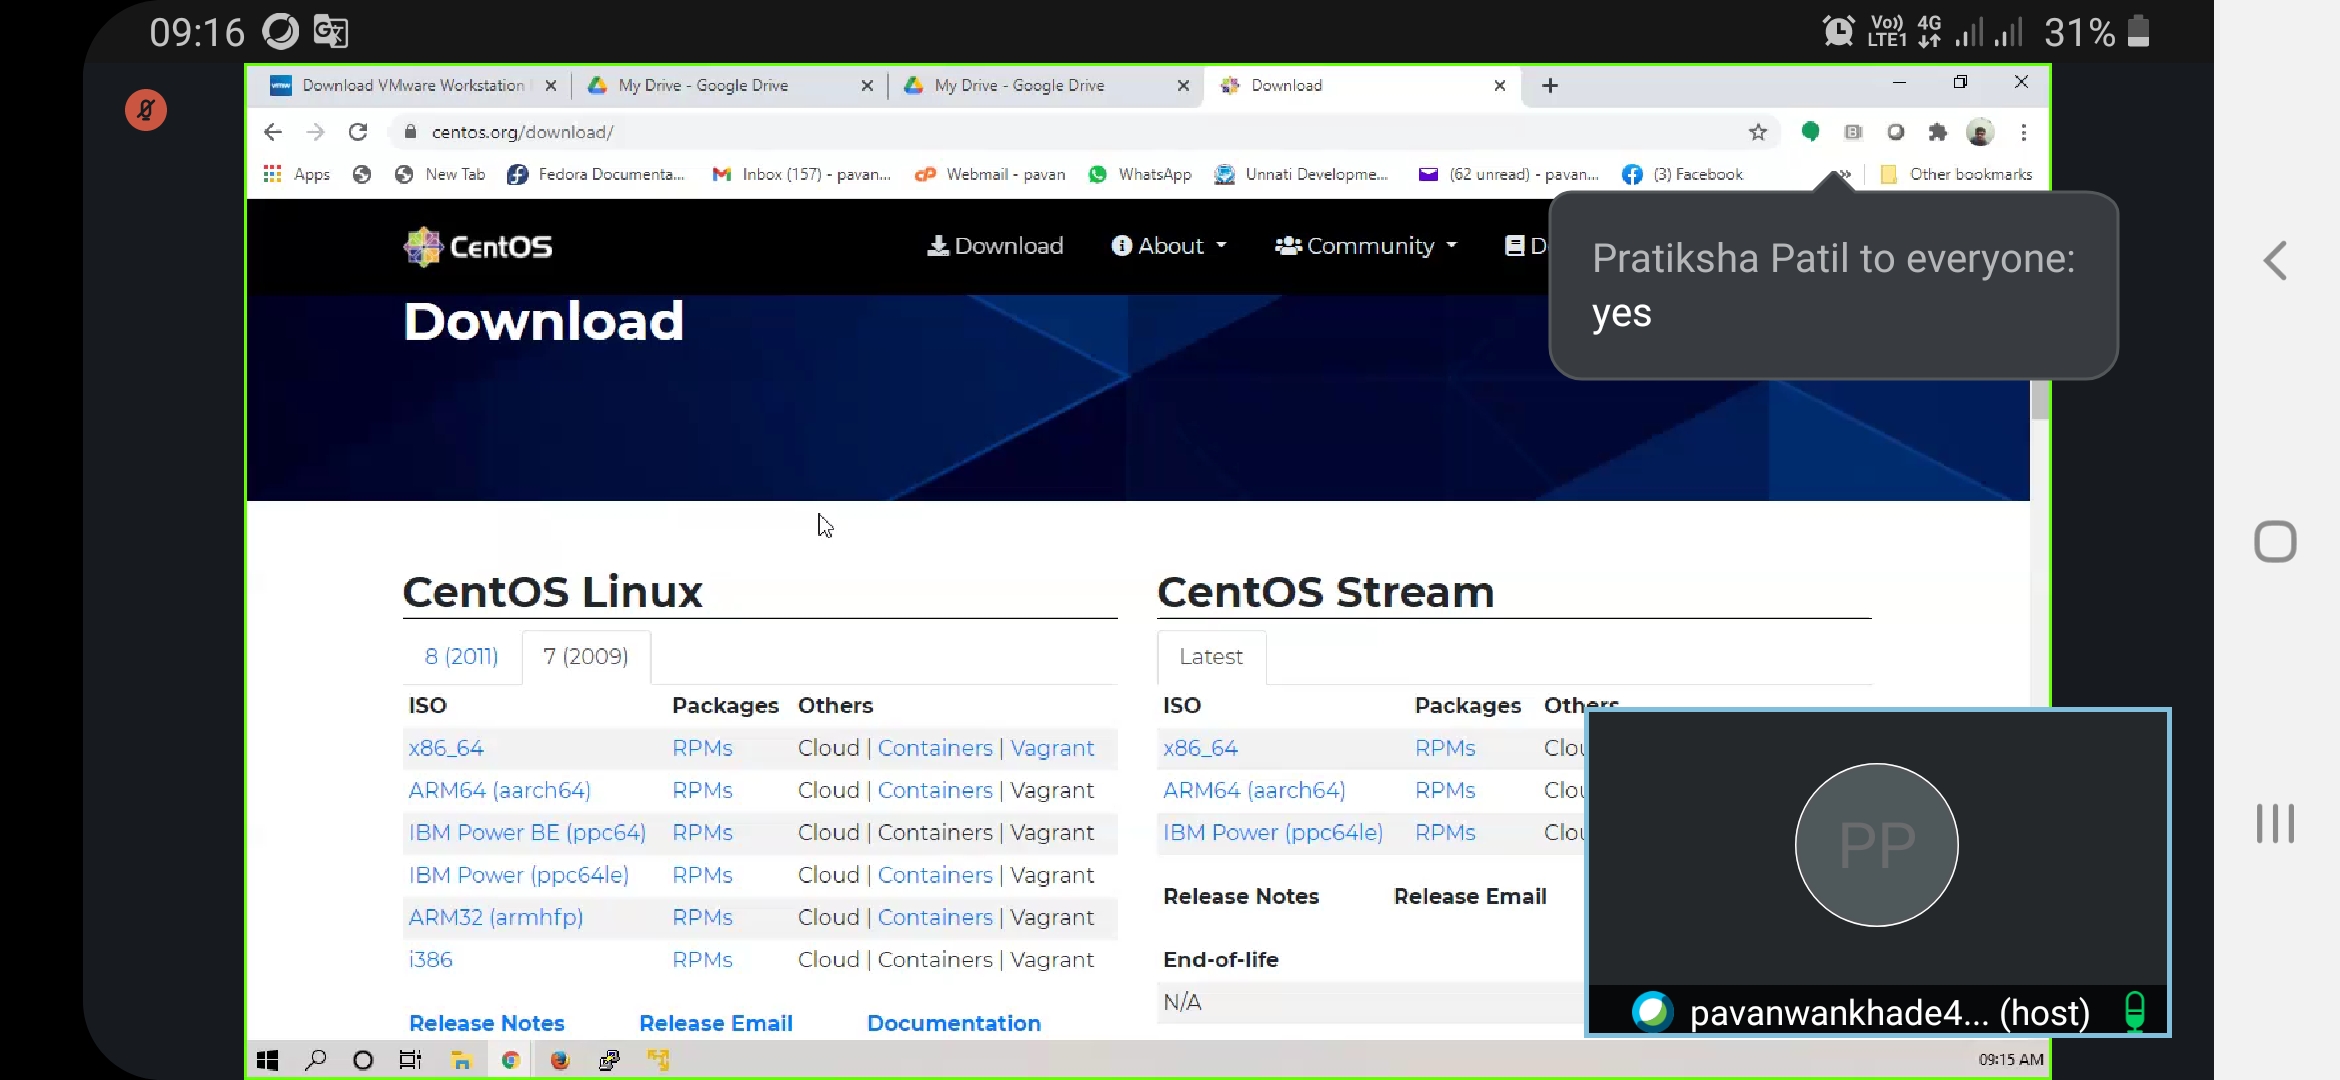 09:16
Vo)) LTE1 4G 31%
Download VMware Workstation
My Drive - Google Drive
My Drive - Google Drive
Download
centos.org/download/
Apps
New Tab
Fedora Documenta...
Inbox (157) - pavan...
Webmail - pavan
WhatsApp
Unnati Developme...
(62 unread) - pavan...
(3) Facebook
»
Other bookmarks
CentOS
Download
About
Community
D
Pratiksha Patil to everyone:
yes
Download
CentOS Linux
8 (2011) 7 (2009)
ISO Packages Others
x86_64 RPMs Cloud | Containers | Vagrant
ARM64 (aarch64) RPMs Cloud | Containers | Vagrant
IBM Power BE (ppc64) RPMs Cloud | Containers | Vagrant
IBM Power (ppc64le) RPMs Cloud | Containers | Vagrant
ARM32 (armhfp) RPMs Cloud | Containers | Vagrant
i386 RPMs Cloud | Containers | Vagrant
Release Notes Release Email Documentation
CentOS Stream
Latest
ISO Packages Others
x86_64 RPMs Clou
ARM64 (aarch64) RPMs Clou
IBM Power (ppc64le) RPMs Clou
Release Notes Release Email
End-of-life
N/A
PP
pavanwankhade4... (host)
09:15 AM